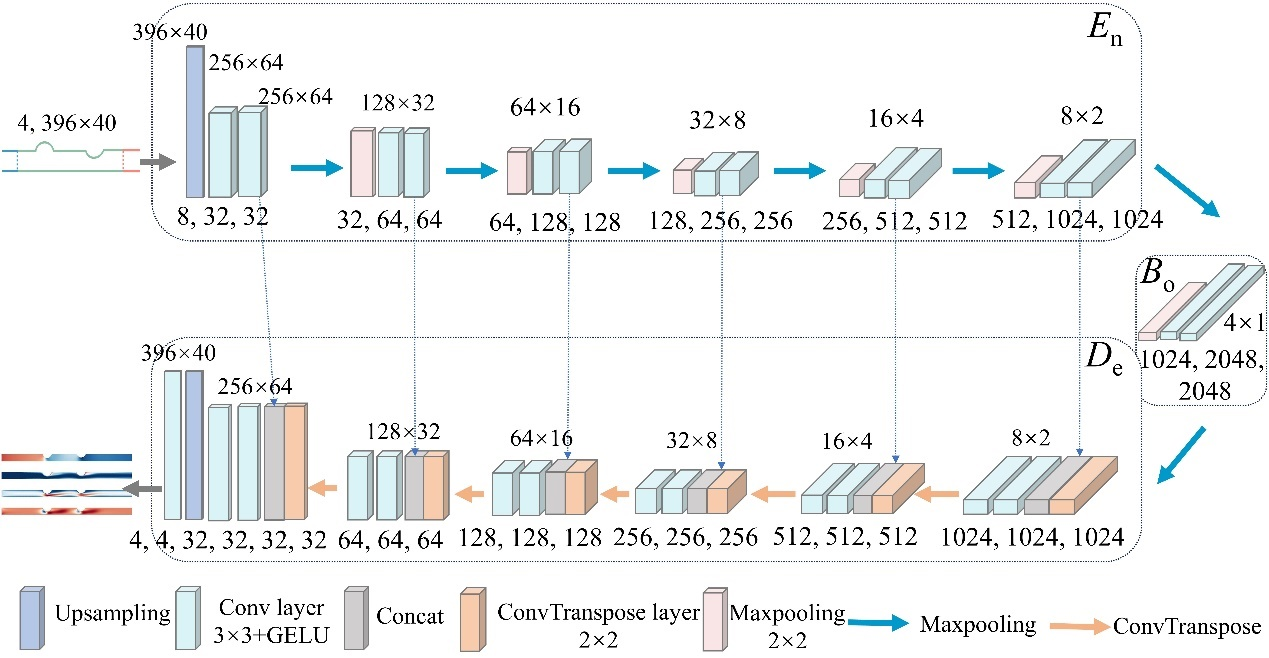 396×40
256×64
256×64
128×32
64×16
32×8
16×4
8×2
Eₙ
4, 396×40
8, 32, 32
32, 64, 64
64, 128, 128
128, 256, 256
256, 512, 512
512, 1024, 1024
Bₒ
4×1
1024, 2048,
2048
Dₑ
396×40
256×64
128×32
64×16
32×8
16×4
8×2
4, 4, 32, 32, 32, 32
64, 64, 64
128, 128, 128
256, 256, 256
512, 512, 512
1024, 1024, 1024
Upsampling
Conv layer
3×3+GELU
Concat
ConvTranspose layer
2×2
Maxpooling
2×2
Maxpooling
ConvTranspose